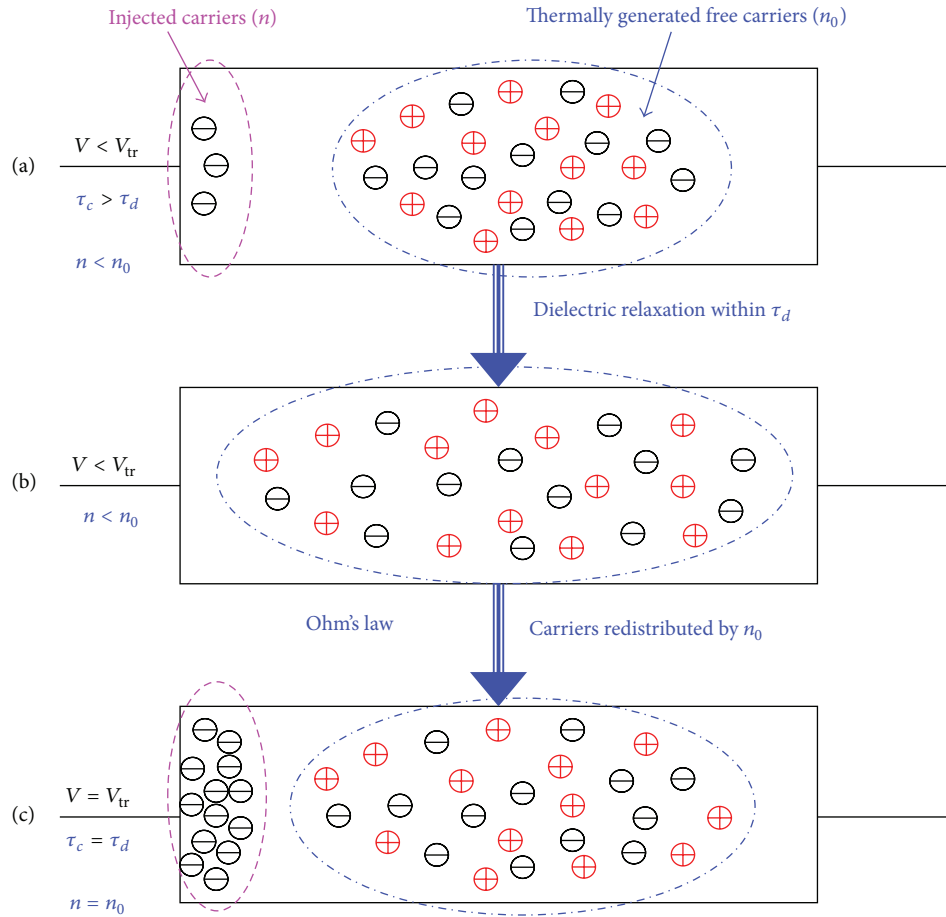 Injected carriers (n)
Thermally generated free carriers (n₀)
(a)
V < Vtr
τc > τd
n < n₀
Dielectric relaxation within τd
(b)
V < Vtr
n < n₀
Ohm's law
Carriers redistributed by n₀
(c)
V = Vtr
τc = τd
n = n₀